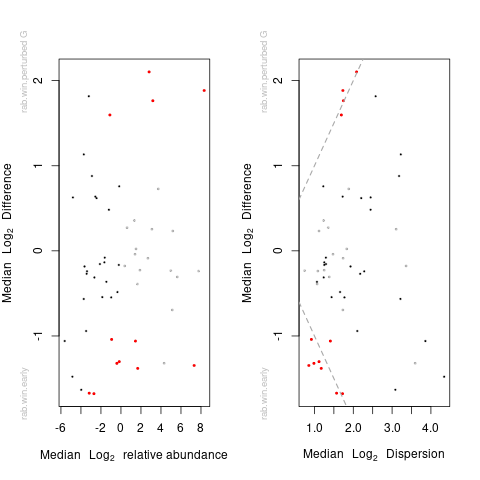 rab.win.perturbed G
rab.win.early
Median Log₂ Difference
2
1
0
-1
-6 -4 -2 0 2 4 6 8
Median Log₂ relative abundance
rab.win.perturbed G
rab.win.early
Median Log₂ Difference
2
1
0
-1
1.0 2.0 3.0 4.0
Median Log₂ Dispersion